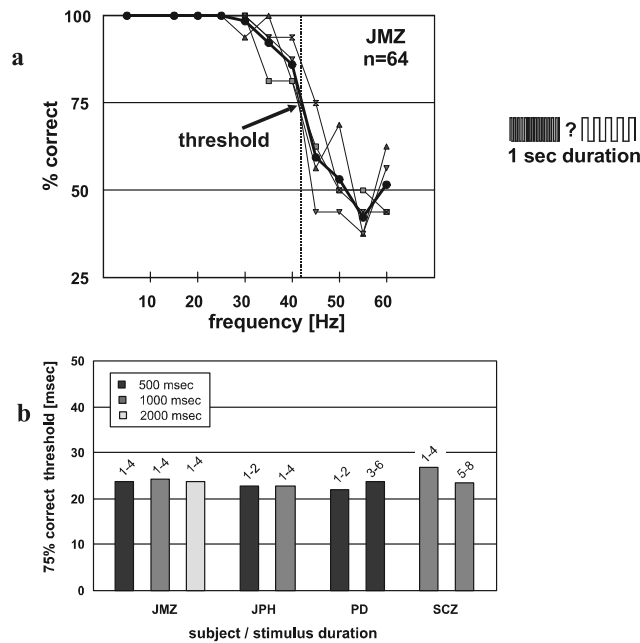 a
100
75
50
25
% correct
JMZ
n=64
threshold
10 20 30 40 50 60
frequency [Hz]
?
1 sec duration
b
50
40
30
20
10
0
75% correct threshold [msec]
500 msec
1000 msec
2000 msec
1-4 1-4 1-4 1-2 1-4 1-2 3-6 1-4 5-8
JMZ JPH PD SCZ
subject / stimulus duration